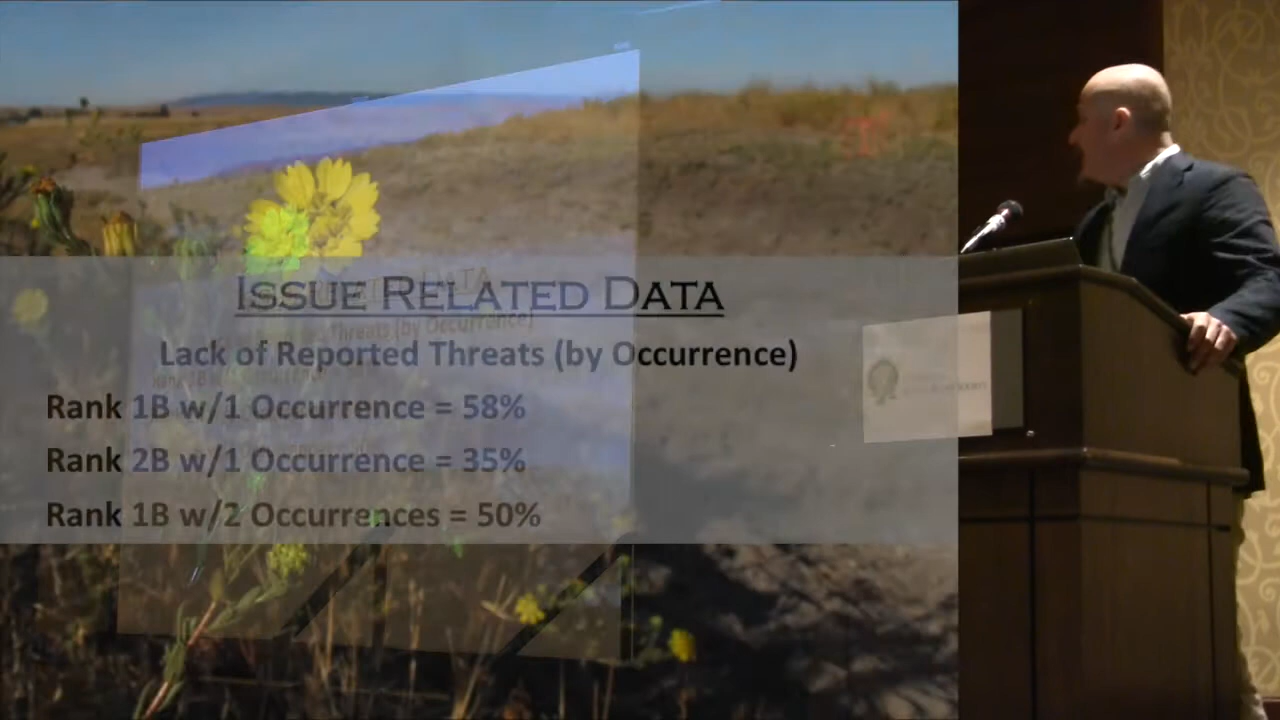 Issue Related Data
Lack of Reported Threats (by Occurrence)
Rank 1B w/1 Occurrence = 58%
Rank 2B w/1 Occurrence = 35%
Rank 1B w/2 Occurrences = 50%